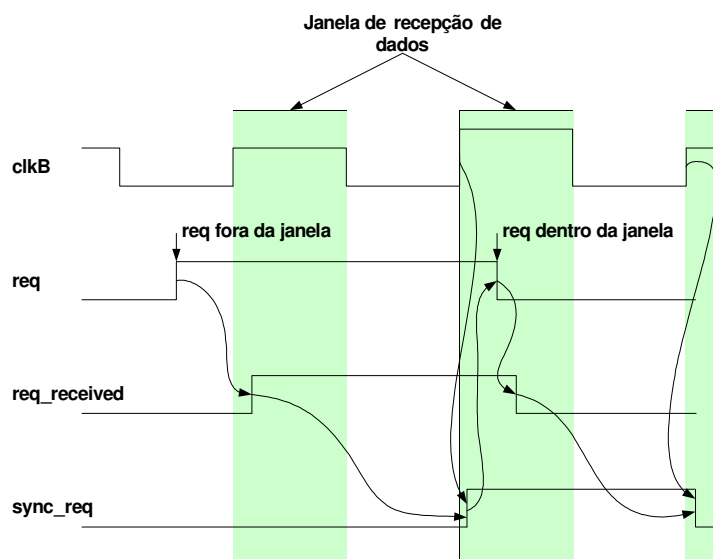 Janela de recepção de
dados
clkB
req fora da janela
req dentro da janela
req
req_received
sync_req